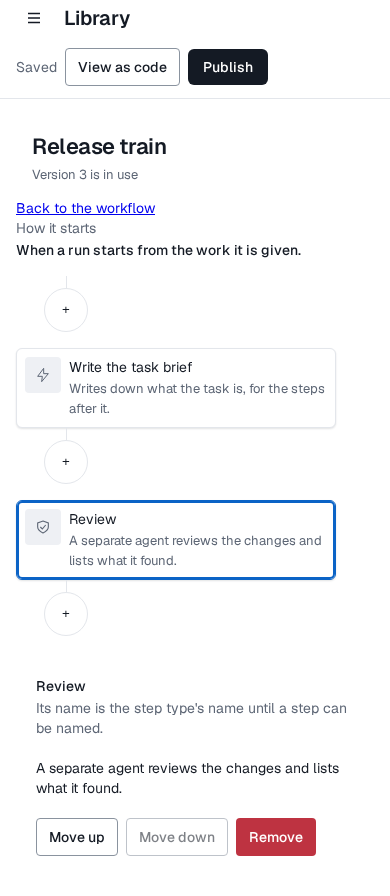 Library
Saved
View as code
Publish
Release train
Version 3 is in use
Back to the workflow
How it starts
When a run starts from the work it is given.
+
Write the task brief
Writes down what the task is, for the steps
after it.
+
Review
A separate agent reviews the changes and
lists what it found.
+
Review
Its name is the step type's name until a step can
be named.
A separate agent reviews the changes and lists
what it found.
Move up
Move down
Remove